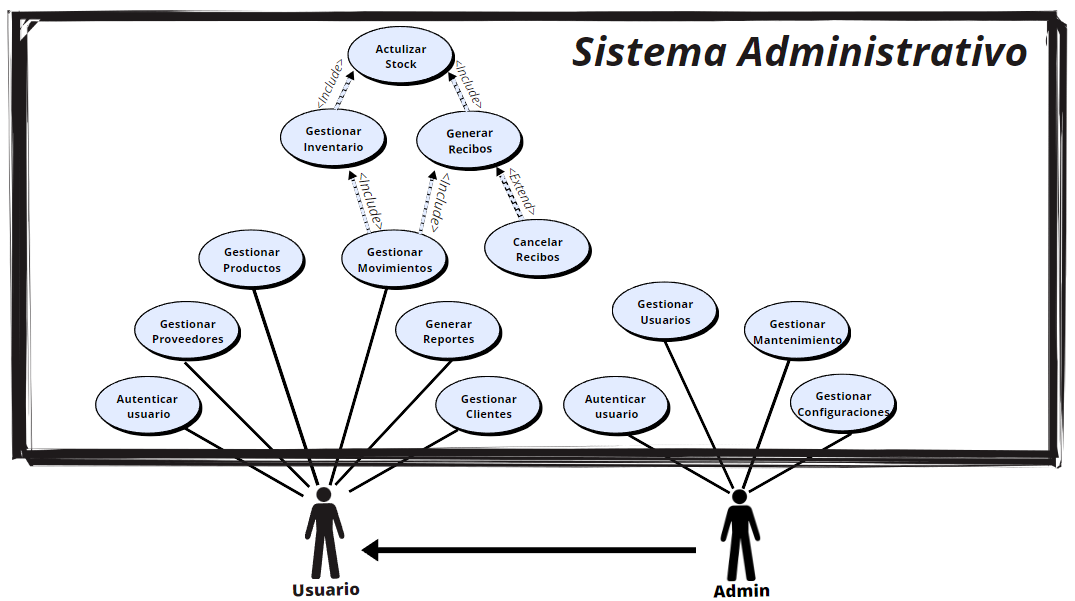 Sistema Administrativo
Actulizar
Stock
<Include>
<Include>
Gestionar
Inventario
Generar
Recibos
<Include>
<Include>
<Extend>
Gestionar
Productos
Gestionar
Movimientos
Cancelar
Recibos
Gestionar
Proveedores
Generar
Reportes
Gestionar
Usuarios
Gestionar
Mantenimiento
Autenticar
usuario
Gestionar
Clientes
Autenticar
usuario
Gestionar
Configuraciones
Usuario
Admin